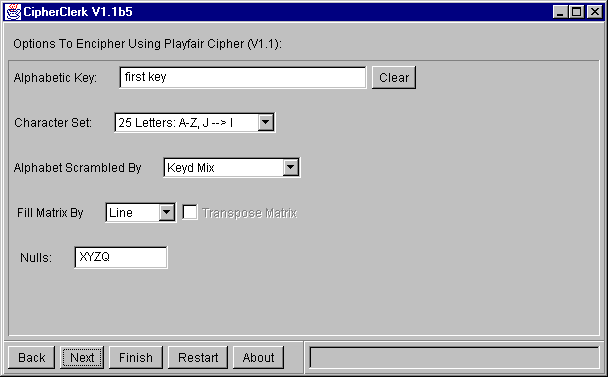 CipherClerk V1.1b5
Options To Encipher Using Playfair Cipher (V1.1):
Alphabetic Key: first key Clear
Character Set: 25 Letters: A-Z, J --> I
Alphabet Scrambled By Keyd Mix
Fill Matrix By Line Transpose Matrix
Nulls: XYZQ
Back Next Finish Restart About